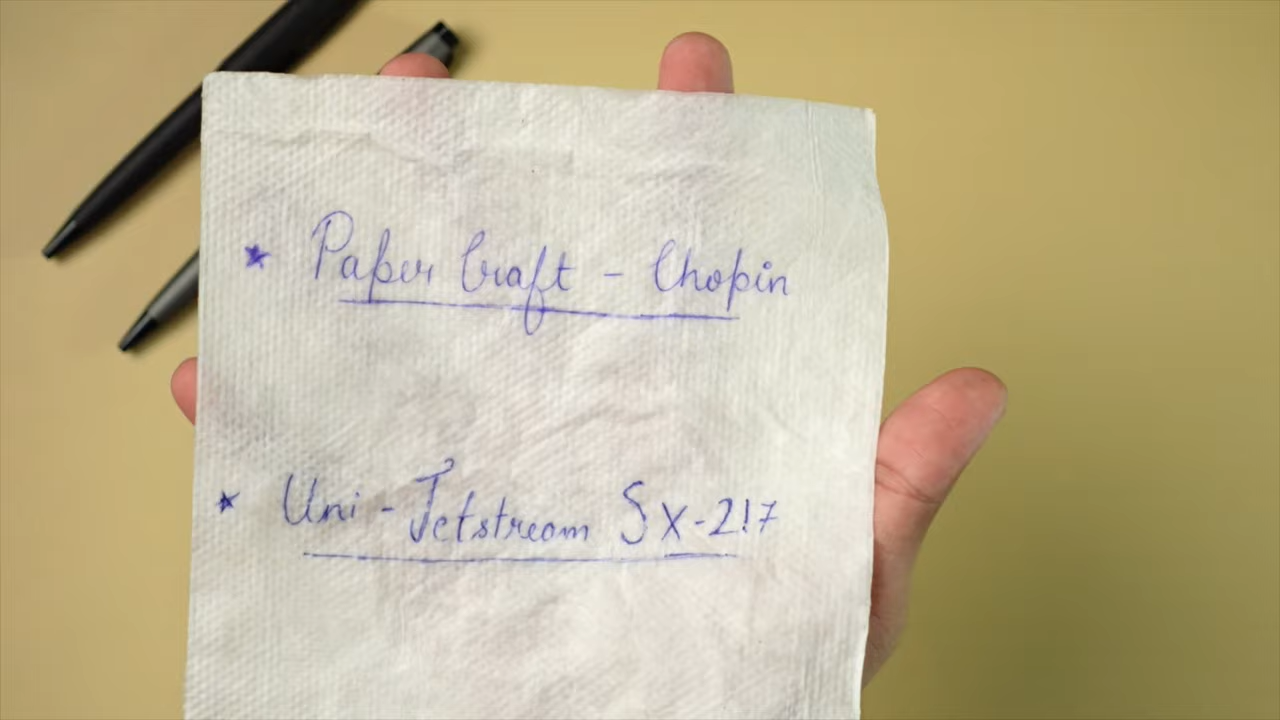 ★ Paper Craft - Chopin
★ Uni-Jetstream SX-217